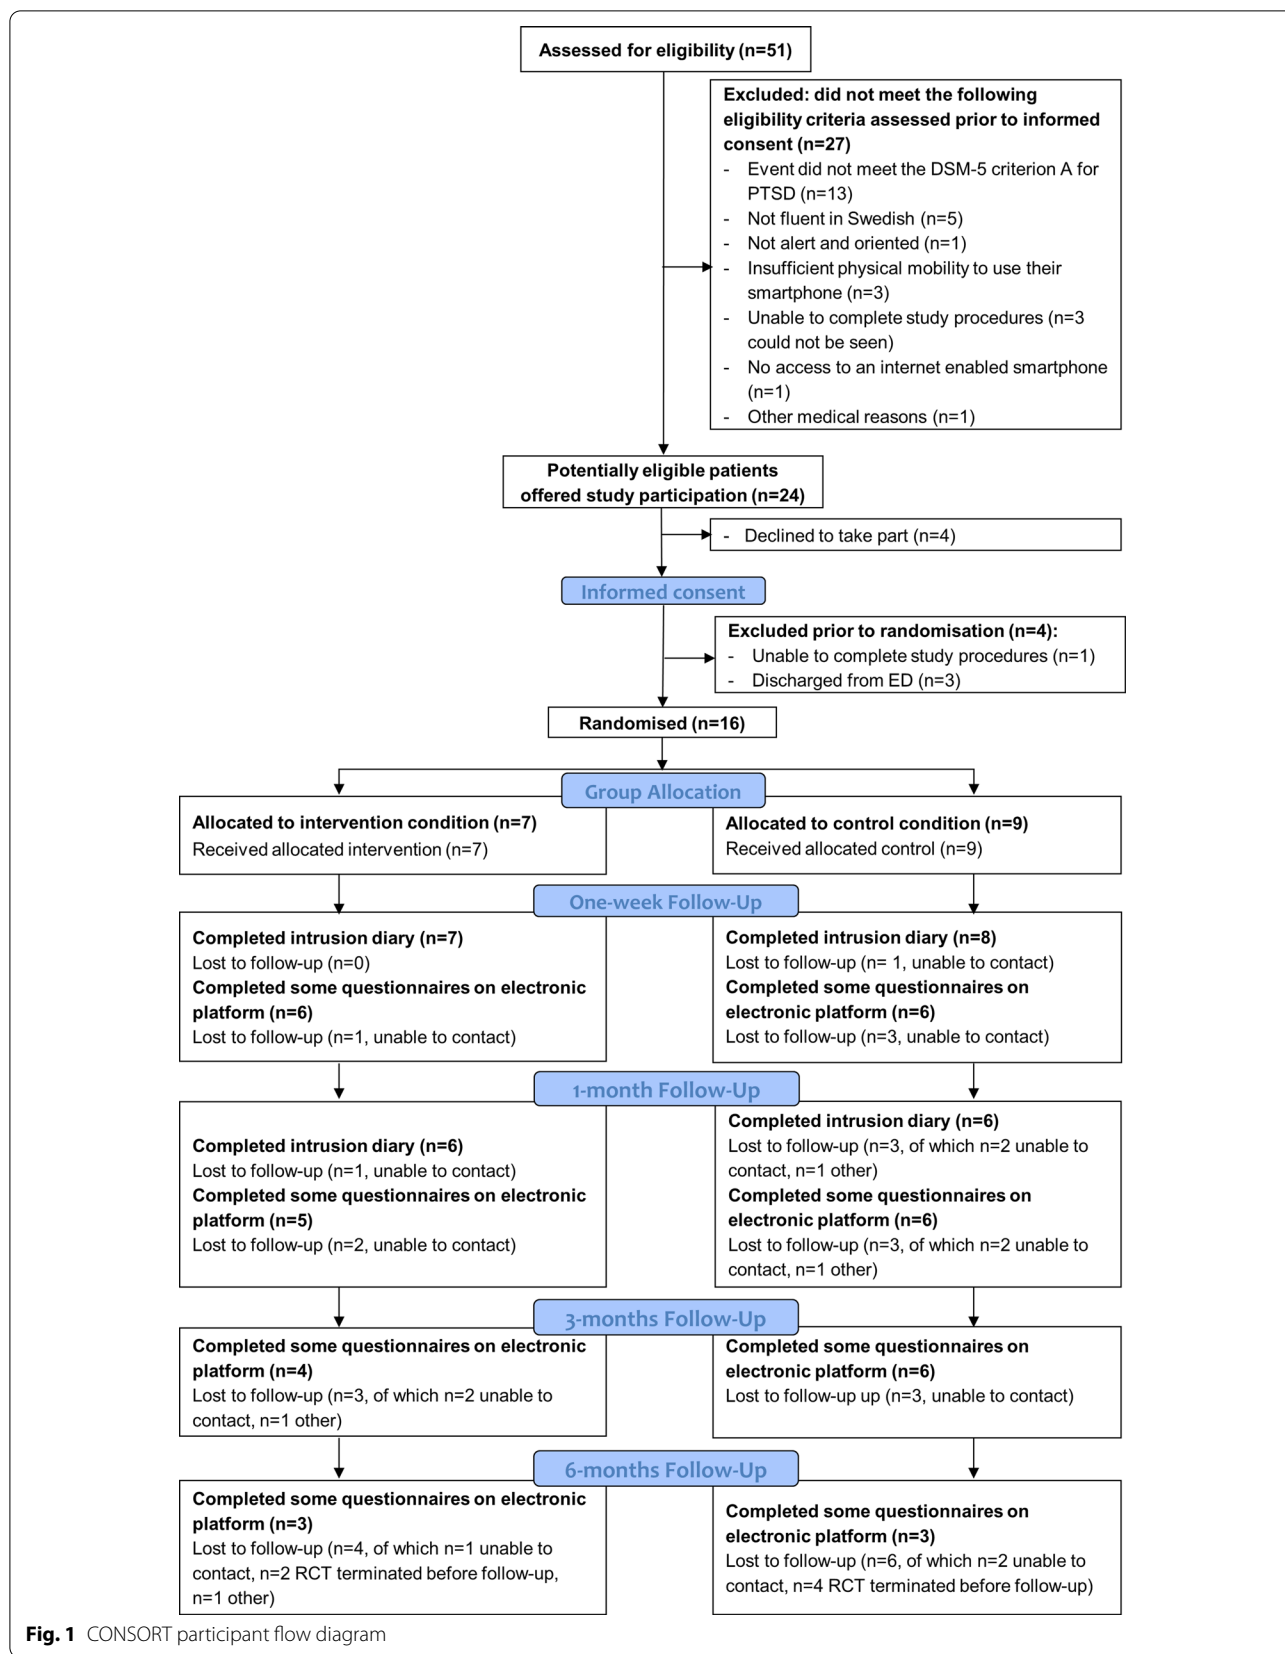 Assessed for eligibility (n=51)
Excluded: did not meet the following
eligibility criteria assessed prior to informed
consent (n=27)
- Event did not meet the DSM-5 criterion A for
PTSD (n=13)
- Not fluent in Swedish (n=5)
- Not alert and oriented (n=1)
- Insufficient physical mobility to use their
smartphone (n=3)
- Unable to complete study procedures (n=3
could not be seen)
- No access to an internet enabled smartphone
(n=1)
- Other medical reasons (n=1)
Potentially eligible patients
offered study participation (n=24)
- Declined to take part (n=4)
Informed consent
Excluded prior to randomisation (n=4):
- Unable to complete study procedures (n=1)
- Discharged from ED (n=3)
Randomised (n=16)
Group Allocation
Allocated to intervention condition (n=7)
Received allocated intervention (n=7)
Allocated to control condition (n=9)
Received allocated control (n=9)
One-week Follow-Up
Completed intrusion diary (n=7)
Lost to follow-up (n=0)
Completed some questionnaires on electronic
platform (n=6)
Lost to follow-up (n=1, unable to contact)
Completed intrusion diary (n=8)
Lost to follow-up (n= 1, unable to contact)
Completed some questionnaires on
electronic platform (n=6)
Lost to follow-up (n=3, unable to contact)
1-month Follow-Up
Completed intrusion diary (n=6)
Lost to follow-up (n=1, unable to contact)
Completed some questionnaires on electronic
platform (n=5)
Lost to follow-up (n=2, unable to contact)
Completed intrusion diary (n=6)
Lost to follow-up (n=3, of which n=2 unable to
contact, n=1 other)
Completed some questionnaires on
electronic platform (n=6)
Lost to follow-up (n=3, of which n=2 unable to
contact, n=1 other)
3-months Follow-Up
Completed some questionnaires on electronic
platform (n=4)
Lost to follow-up (n=3, of which n=2 unable to
contact, n=1 other)
Completed some questionnaires on
electronic platform (n=6)
Lost to follow-up up (n=3, unable to contact)
6-months Follow-Up
Completed some questionnaires on electronic
platform (n=3)
Lost to follow-up (n=4, of which n=1 unable to
contact, n=2 RCT terminated before follow-up,
n=1 other)
Completed some questionnaires on
electronic platform (n=3)
Lost to follow-up (n=6, of which n=2 unable to
contact, n=4 RCT terminated before follow-up)
Fig. 1 CONSORT participant flow diagram